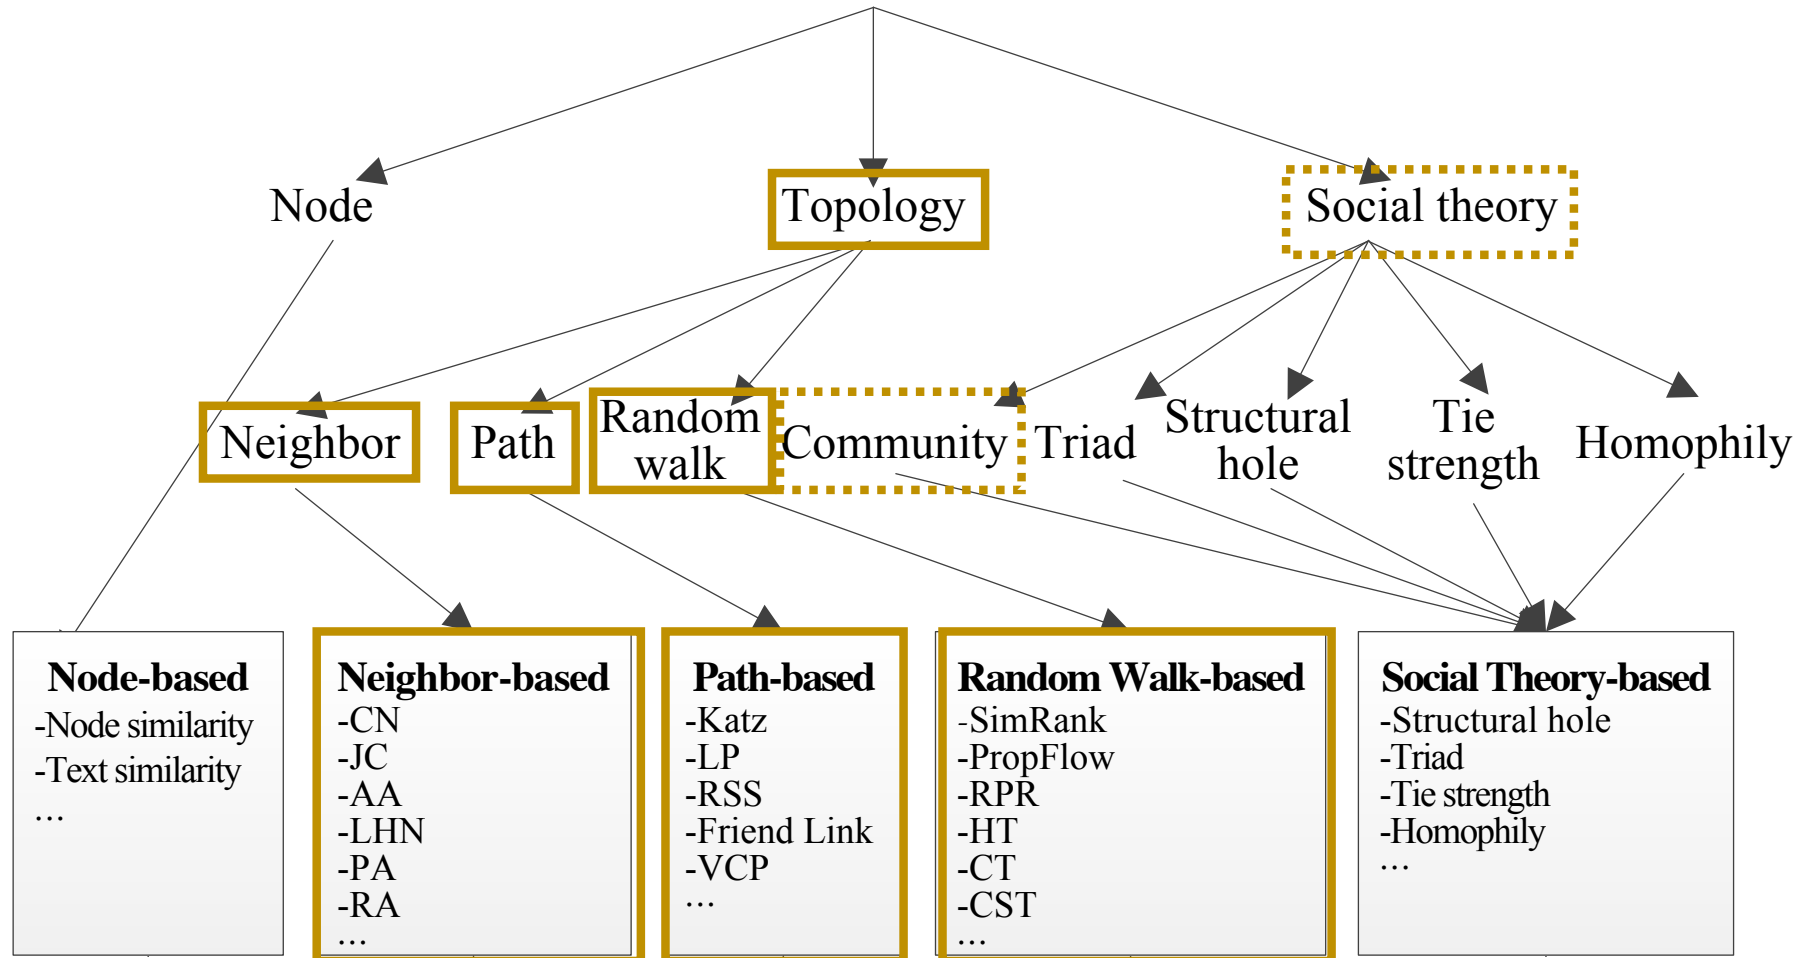 Node
Topology
Social theory
Neighbor
Path
Random
walk
Community
Triad
Structural
hole
Tie
strength
Homophily
Node-based
-Node similarity
-Text similarity
...
Neighbor-based
-CN
-JC
-AA
-LHN
-PA
-RA
...
Path-based
-Katz
-LP
-RSS
-Friend Link
-VCP
...
Random Walk-based
-SimRank
-PropFlow
-RPR
-HT
-CT
-CST
...
Social Theory-based
-Structural hole
-Triad
-Tie strength
-Homophily
...